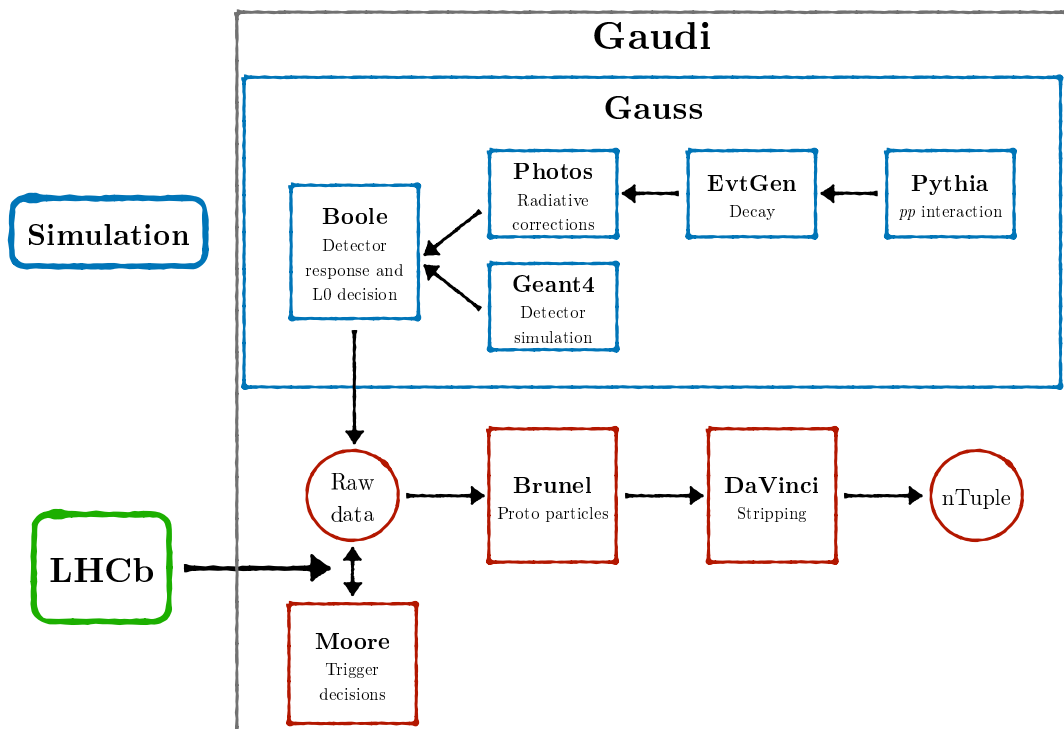 Gaudi
Gauss
Simulation
Boole
Detector
response and
L0 decision
Photos
Radiative
corrections
EvtGen
Decay
Pythia
pp interaction
Geant4
Detector
simulation
Raw
data
Brunel
Proto particles
DaVinci
Stripping
nTuple
LHCb
Moore
Trigger
decisions